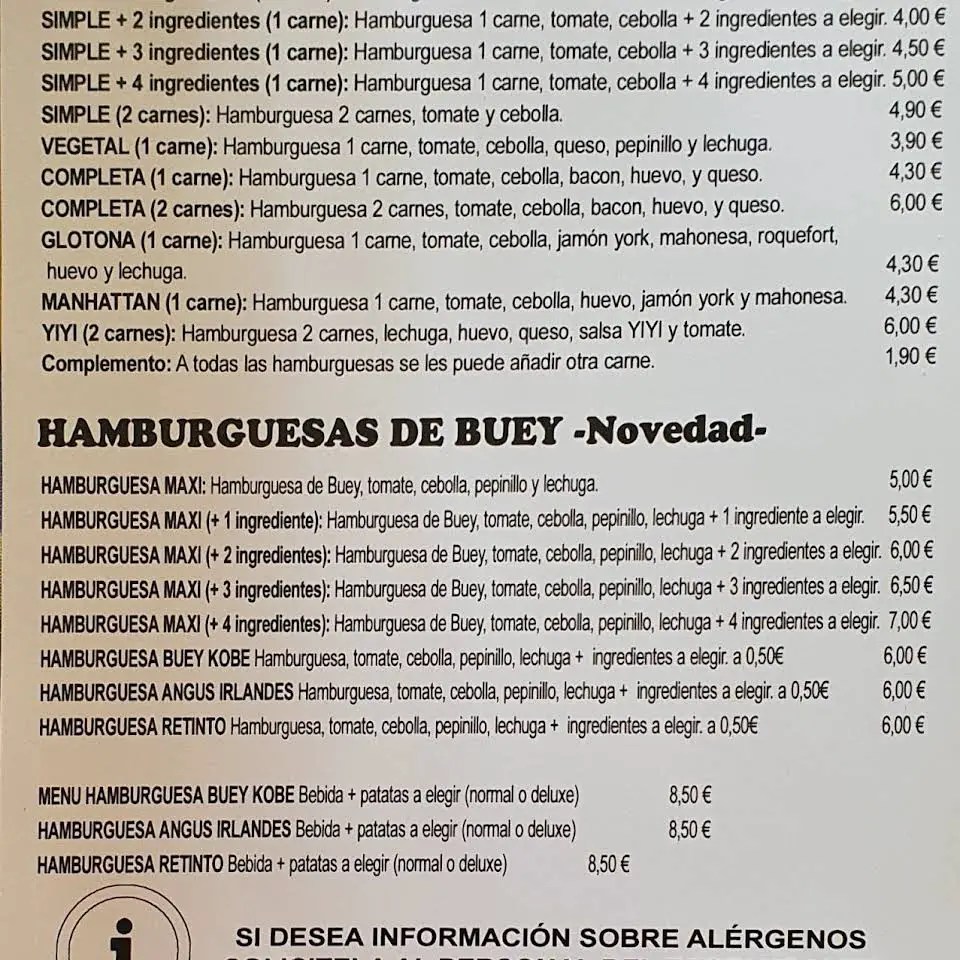 SIMPLE + 2 ingredientes (1 carne): Hamburguesa 1 carne, tomate, cebolla + 2 ingredientes a elegir. 4,00 €
SIMPLE + 3 ingredientes (1 carne): Hamburguesa 1 carne, tomate, cebolla + 3 ingredientes a elegir. 4,50 €
SIMPLE + 4 ingredientes (1 carne): Hamburguesa 1 carne, tomate, cebolla + 4 ingredientes a elegir. 5,00 €
SIMPLE (2 carnes): Hamburguesa 2 carnes, tomate y cebolla. 4,90 €
VEGETAL (1 carne): Hamburguesa 1 carne, tomate, cebolla, queso, pepinillo y lechuga. 3,90 €
COMPLETA (1 carne): Hamburguesa 1 carne, tomate, cebolla, bacon, huevo, y queso. 4,30 €
COMPLETA (2 carnes): Hamburguesa 2 carnes, tomate, cebolla, bacon, huevo, y queso. 6,00 €
GLOTONA (1 carne): Hamburguesa 1 carne, tomate, cebolla, jamón york, mahonesa, roquefort,
huevo y lechuga. 4,30 €
MANHATTAN (1 carne): Hamburguesa 1 carne, tomate, cebolla, huevo, jamón york y mahonesa. 4,30 €
YIYI (2 carnes): Hamburguesa 2 carnes, lechuga, huevo, queso, salsa YIYI y tomate. 6,00 €
Complemento: A todas las hamburguesas se les puede añadir otra carne. 1,90 €
HAMBURGUESAS DE BUEY -Novedad-
HAMBURGUESA MAXI: Hamburguesa de Buey, tomate, cebolla, pepinillo y lechuga. 5,00 €
HAMBURGUESA MAXI (+ 1 ingrediente): Hamburguesa de Buey, tomate, cebolla, pepinillo, lechuga + 1 ingrediente a elegir. 5,50 €
HAMBURGUESA MAXI (+ 2 ingredientes): Hamburguesa de Buey, tomate, cebolla, pepinillo, lechuga + 2 ingredientes a elegir. 6,00 €
HAMBURGUESA MAXI (+ 3 ingredientes): Hamburguesa de Buey, tomate, cebolla, pepinillo, lechuga + 3 ingredientes a elegir. 6,50 €
HAMBURGUESA MAXI (+ 4 ingredientes): Hamburguesa de Buey, tomate, cebolla, pepinillo, lechuga + 4 ingredientes a elegir. 7,00 €
HAMBURGUESA BUEY KOBE Hamburguesa, tomate, cebolla, pepinillo, lechuga + ingredientes a elegir. a 0,50€ 6,00 €
HAMBURGUESA ANGUS IRLANDES Hamburguesa, tomate, cebolla, pepinillo, lechuga + ingredientes a elegir. a 0,50€ 6,00 €
HAMBURGUESA RETINTO Hamburguesa, tomate, cebolla, pepinillo, lechuga + ingredientes a elegir. a 0,50€ 6,00 €
MENU HAMBURGUESA BUEY KOBE Bebida + patatas a elegir (normal o deluxe) 8,50 €
HAMBURGUESA ANGUS IRLANDES Bebida + patatas a elegir (normal o deluxe) 8,50 €
HAMBURGUESA RETINTO Bebida + patatas a elegir (normal o deluxe) 8,50 €
i SI DESEA INFORMACIÓN SOBRE ALÉRGENOS